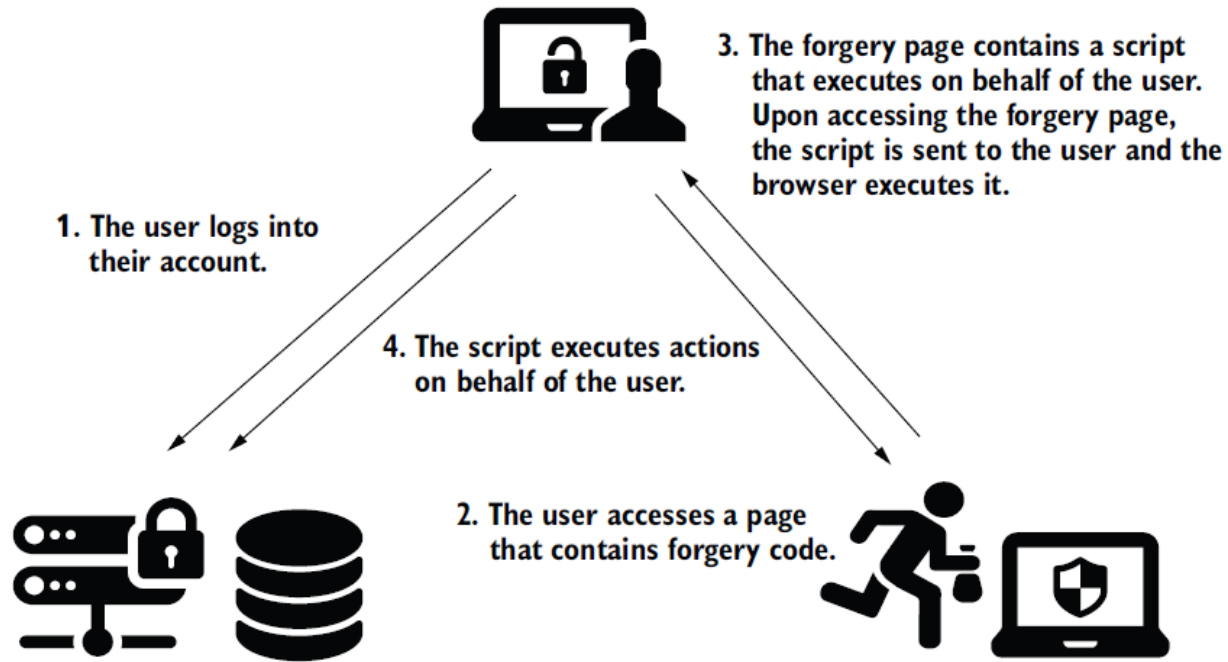 1. The user logs into
their account.
2. The user accesses a page
that contains forgery code.
3. The forgery page contains a script
that executes on behalf of the user.
Upon accessing the forgery page,
the script is sent to the user and the
browser executes it.
4. The script executes actions
on behalf of the user.